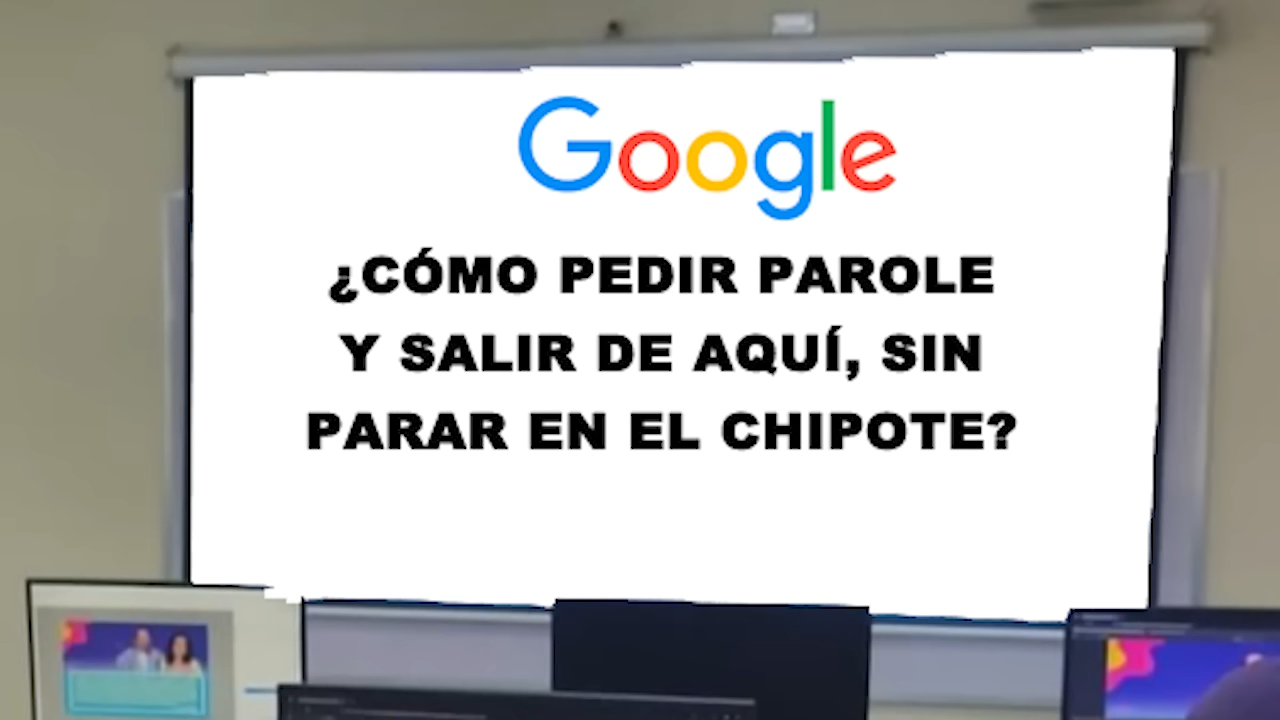 Google
¿CÓMO PEDIR PAROLE
Y SALIR DE AQUÍ, SIN
PARAR EN EL CHIPOTE?